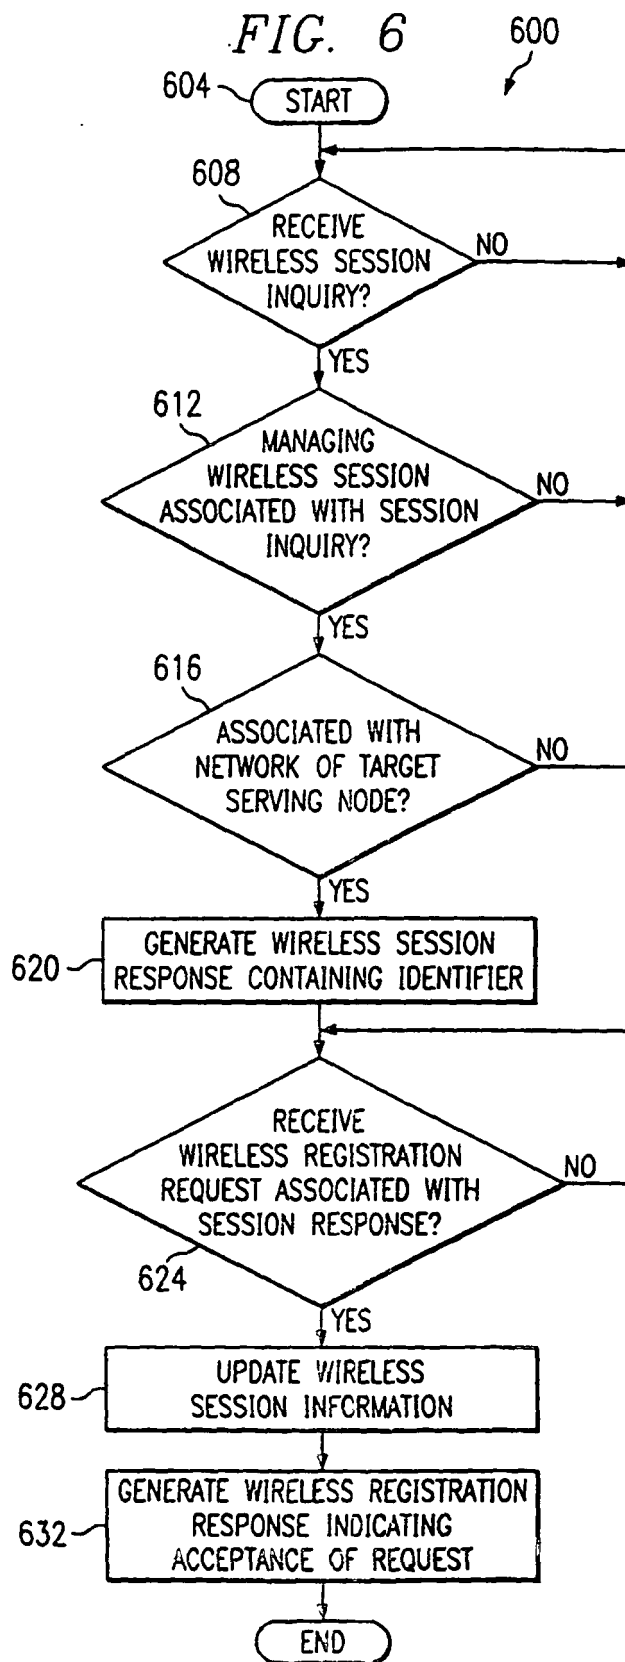 FIG. 6
600
604
START
608
RECEIVE
WIRELESS SESSION
INQUIRY?
NO
YES
612
MANAGING
WIRELESS SESSION
ASSOCIATED WITH SESSION
INQUIRY?
NO
YES
616
ASSOCIATED WITH
NETWORK OF TARGET
SERVING NODE?
NO
YES
620
GENERATE WIRELESS SESSION
RESPONSE CONTAINING IDENTIFIER
RECEIVE
WIRELESS REGISTRATION
REQUEST ASSOCIATED WITH
SESSION RESPONSE?
NO
624
YES
628
UPDATE WIRELESS
SESSION INFORMATION
632
GENERATE WIRELESS REGISTRATION
RESPONSE INDICATING
ACCEPTANCE OF REQUEST
END